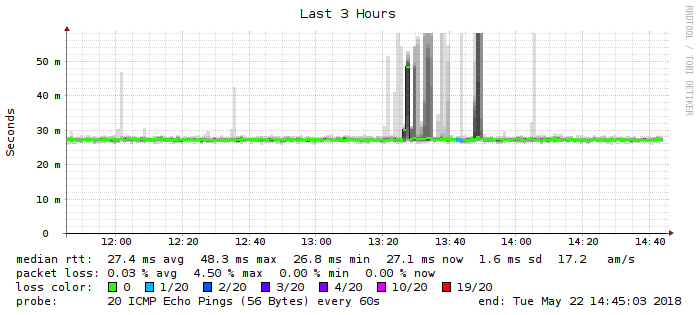 Last 3 Hours
RRDTOOL / TOBI OETIKER
Seconds
50 m
40 m
30 m
20 m
10 m
0
12:00 12:20 12:40 13:00 13:20 13:40 14:00 14:20 14:40
median rtt: 27.4 ms avg 48.3 ms max 26.8 ms min 27.1 ms now 1.6 ms sd 17.2 am/s
packet loss: 0.03 % avg 4.50 % max 0.00 % min 0.00 % now
loss color: 0 1/20 2/20 3/20 4/20 10/20 19/20
probe: 20 ICMP Echo Pings (56 Bytes) every 60s end: Tue May 22 14:45:03 2018